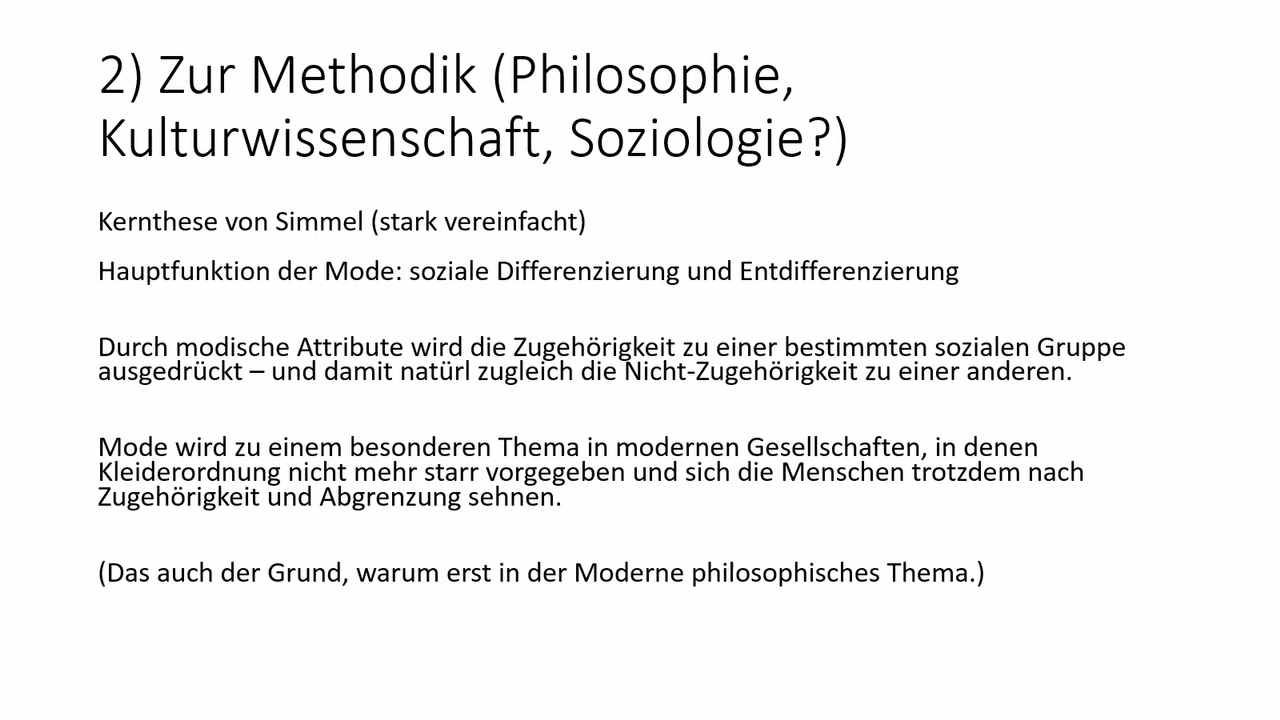 2) Zur Methodik (Philosophie,
Kulturwissenschaft, Soziologie?)
Kernthese von Simmel (stark vereinfacht)
Hauptfunktion der Mode: soziale Differenzierung und Entdifferenzierung
Durch modische Attribute wird die Zugehörigkeit zu einer bestimmten sozialen Gruppe
ausgedrückt – und damit natürl zugleich die Nicht-Zugehörigkeit zu einer anderen.
Mode wird zu einem besonderen Thema in modernen Gesellschaften, in denen
Kleiderordnung nicht mehr starr vorgegeben und sich die Menschen trotzdem nach
Zugehörigkeit und Abgrenzung sehnen.
(Das auch der Grund, warum erst in der Moderne philosophisches Thema.)